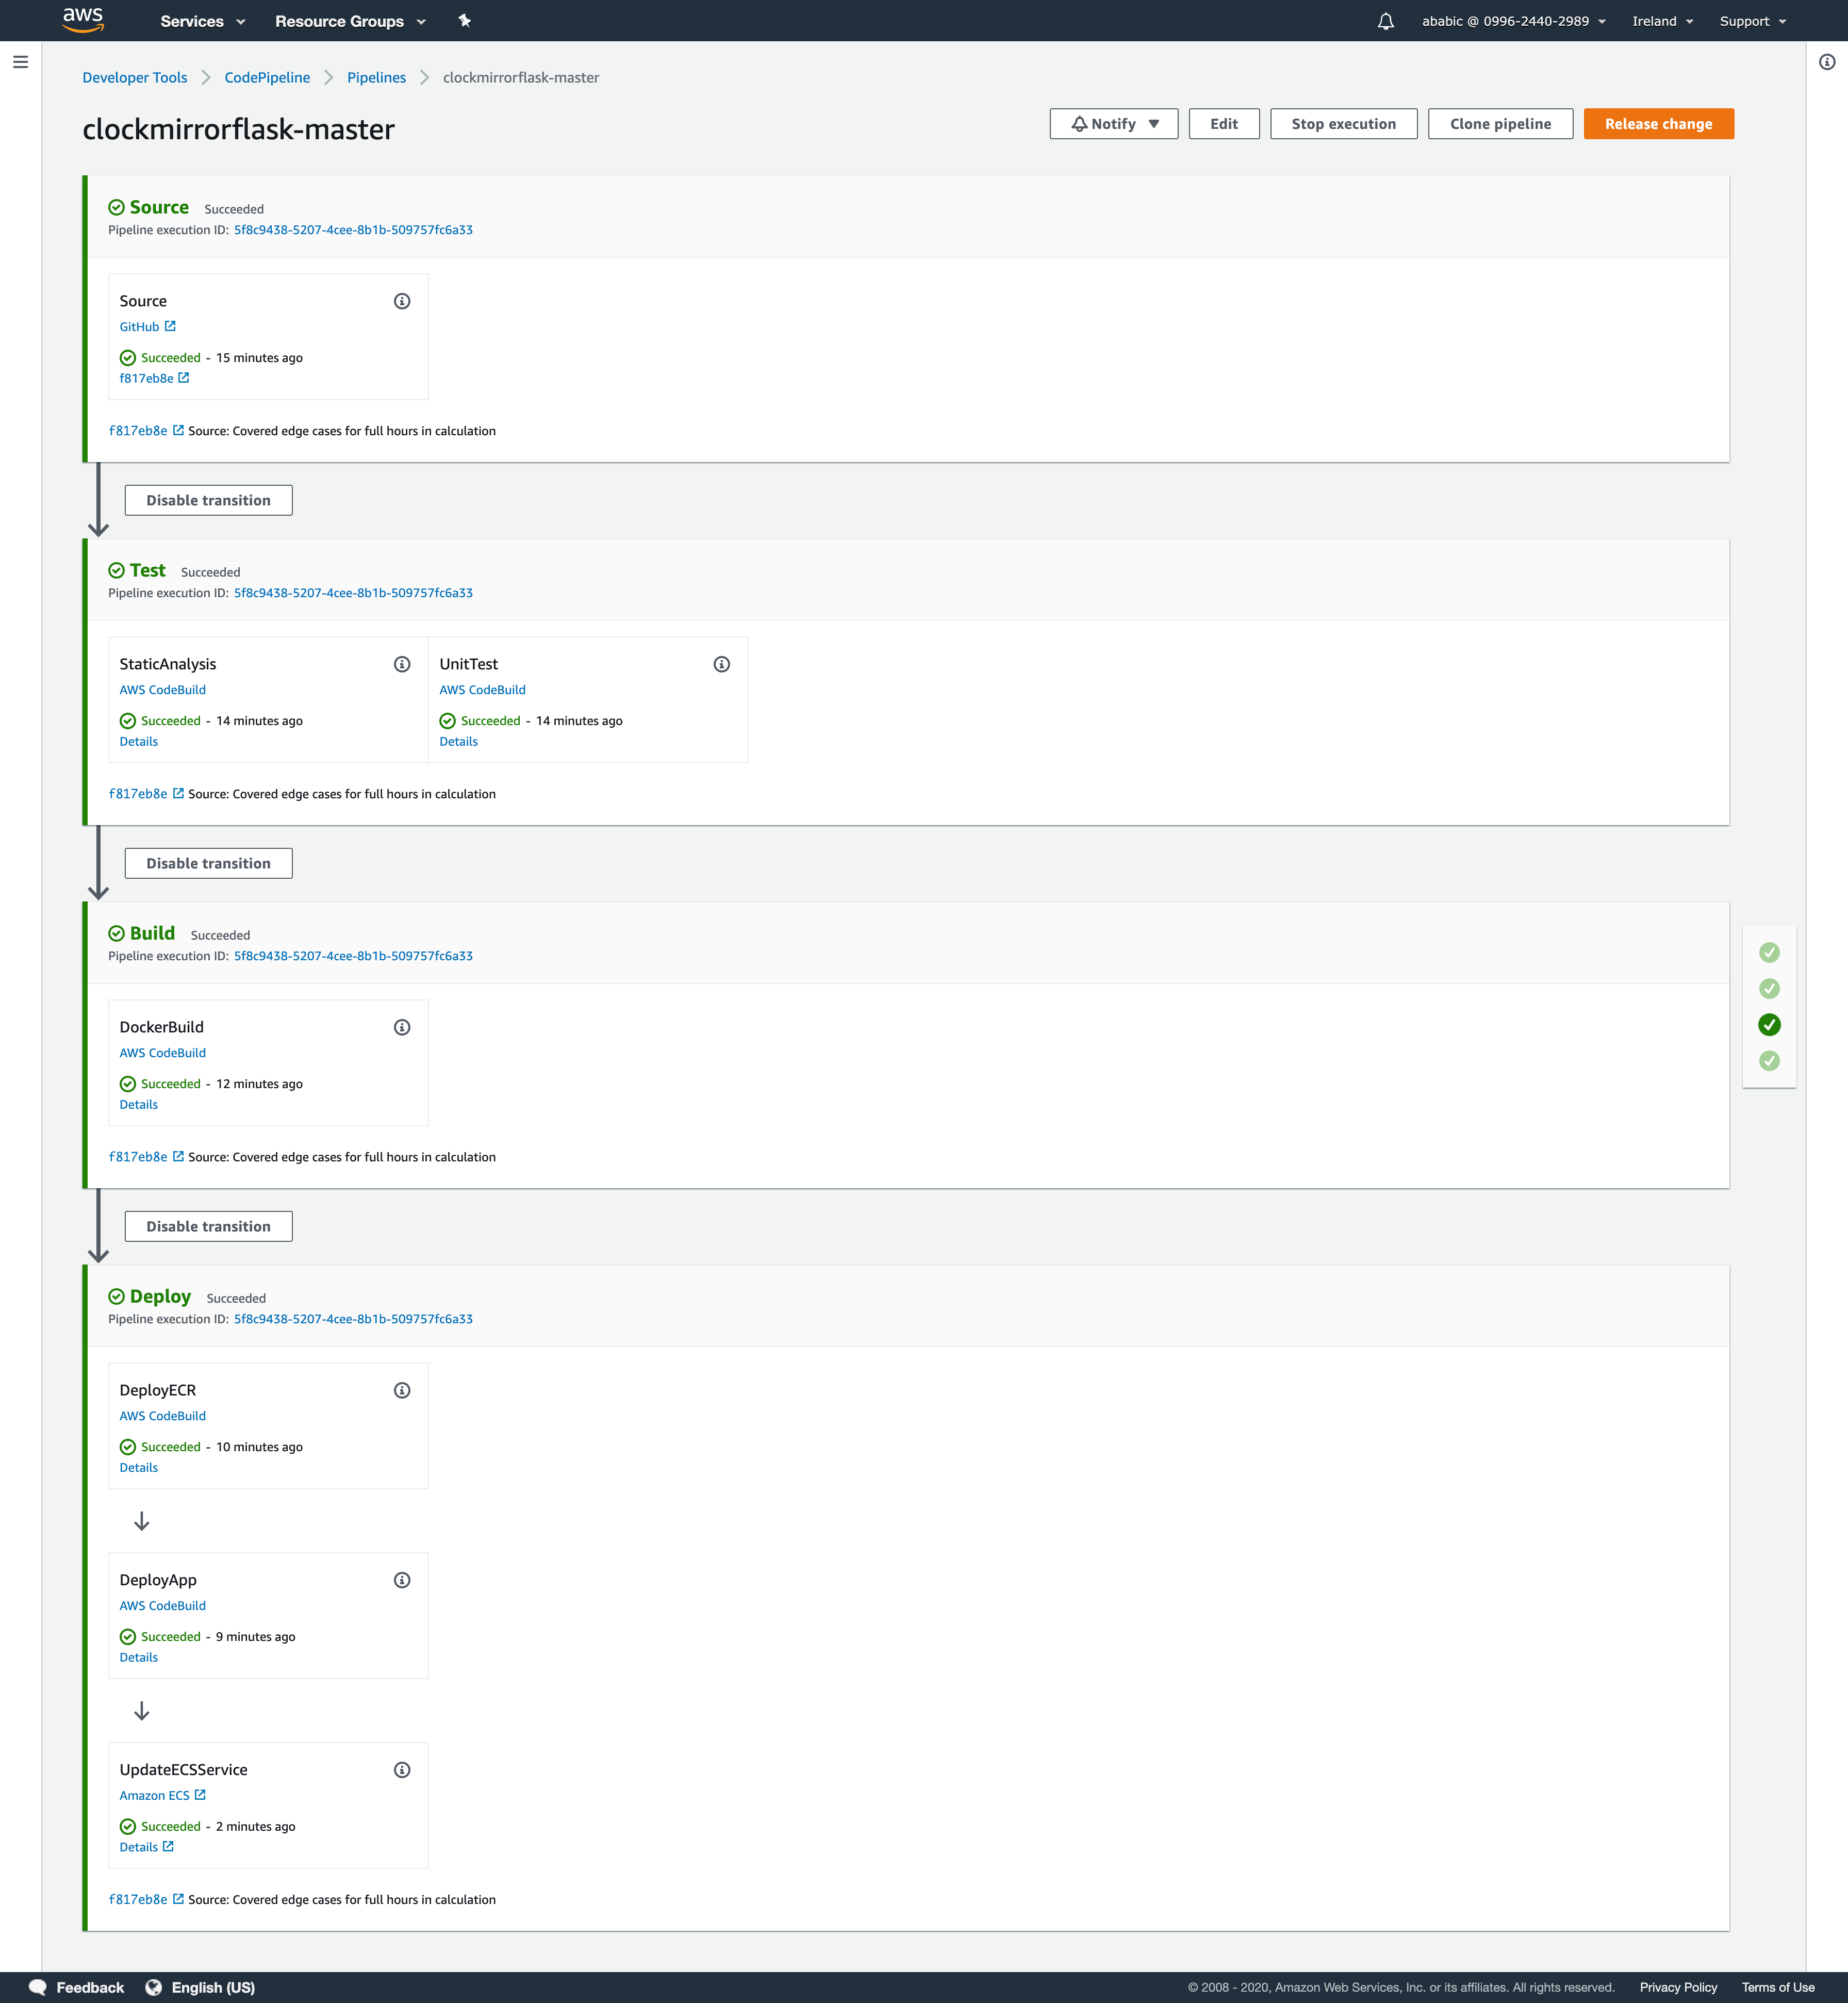 aws Services Resource Groups ababic @ 0996-2440-2989 Ireland Support
Developer Tools CodePipeline Pipelines clockmirrorflask-master
clockmirrorflask-master Notify Edit Stop execution Clone pipeline Release change
Source Succeeded
Pipeline execution ID: 5f8c9438-5207-4cee-8b1b-509757fc6a33
Source
GitHub
Succeeded - 15 minutes ago
f817eb8e
f817eb8e Source: Covered edge cases for full hours in calculation
Disable transition
Test Succeeded
Pipeline execution ID: 5f8c9438-5207-4cee-8b1b-509757fc6a33
StaticAnalysis UnitTest
AWS CodeBuild AWS CodeBuild
Succeeded - 14 minutes ago Succeeded - 14 minutes ago
Details Details
f817eb8e Source: Covered edge cases for full hours in calculation
Disable transition
Build Succeeded
Pipeline execution ID: 5f8c9438-5207-4cee-8b1b-509757fc6a33
DockerBuild
AWS CodeBuild
Succeeded - 12 minutes ago
Details
f817eb8e Source: Covered edge cases for full hours in calculation
Disable transition
Deploy Succeeded
Pipeline execution ID: 5f8c9438-5207-4cee-8b1b-509757fc6a33
DeployECR
AWS CodeBuild
Succeeded - 10 minutes ago
Details
DeployApp
AWS CodeBuild
Succeeded - 9 minutes ago
Details
UpdateECSService
Amazon ECS
Succeeded - 2 minutes ago
Details
f817eb8e Source: Covered edge cases for full hours in calculation
Feedback English (US) © 2008 - 2020, Amazon Web Services, Inc. or its affiliates. All rights reserved. Privacy Policy Terms of Use